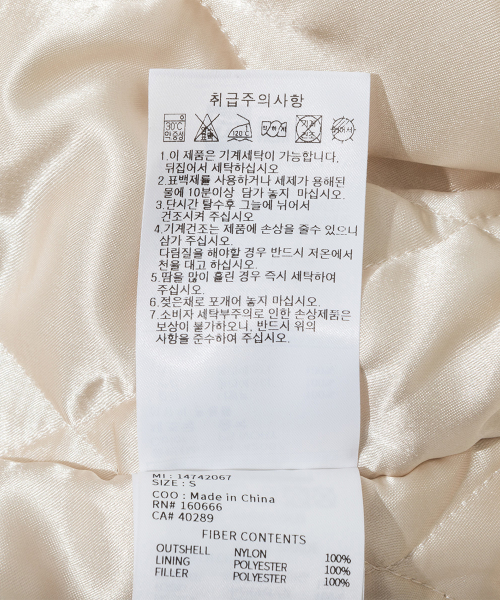 취급주의사항
30℃
약중성
120℃
1.이 제품은 기계세탁이 가능합니다.
뒤집어서 세탁하십시오
2.표백제를 사용하거나 세제가 용해된
물에 10분이상 담가 놓지 마십시오.
3.단시간 탈수후 그늘에 뉘어서
건조시켜 주십시오
4.기계건조는 제품에 손상을 줄수 있으니
삼가 주십시오.
다림질을 해야할 경우 반드시 저온에서
천을 대고 하십시오.
5.땀을 많이 흘린 경우 즉시 세탁하여
주십시오.
6.젖은채로 포개어 놓지 마십시오.
7.소비자 세탁부주의로 인한 손상제품은
보상이 불가하오니, 반드시 위의
사항을 준수하여 주십시오.
MT: 14742067
SIZE: S
COO : Made in China
RN# 160666
CA# 40289
FIBER CONTENTS
OUTSHELL NYLON 100%
LINING POLYESTER 100%
FILLER POLYESTER 100%